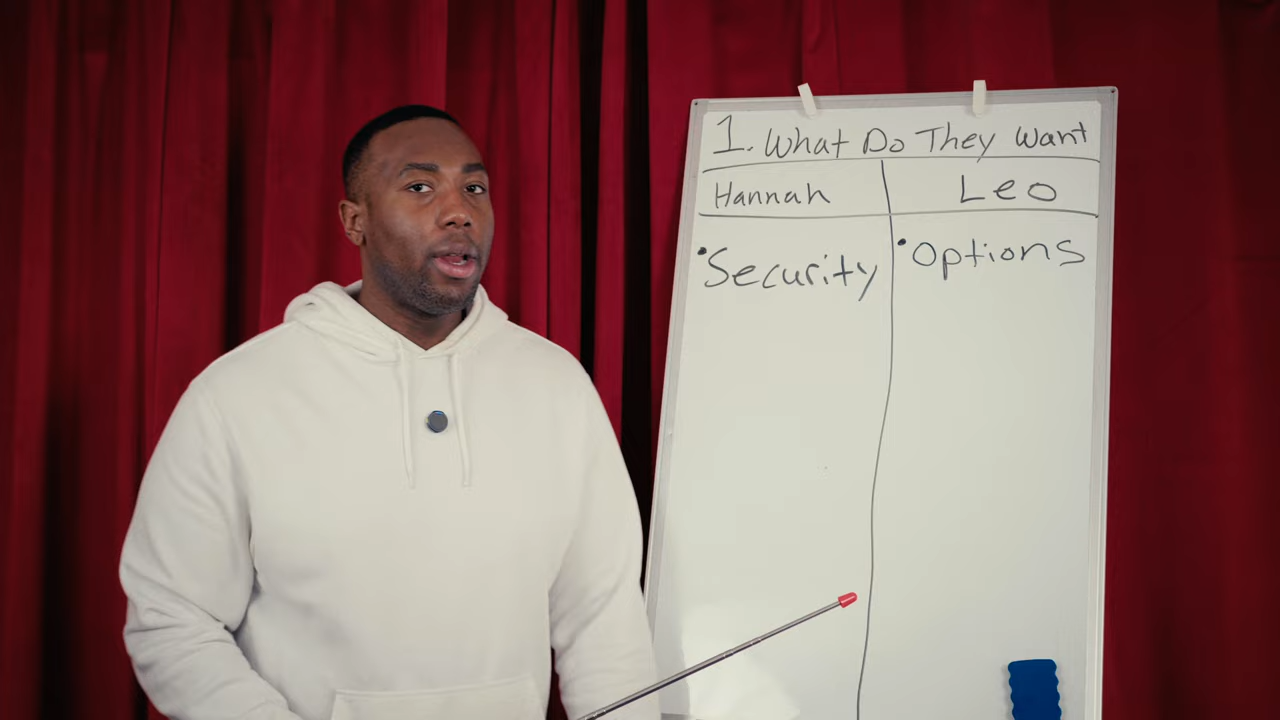 1. What Do They Want
Hannah
Leo
•Security
•Options